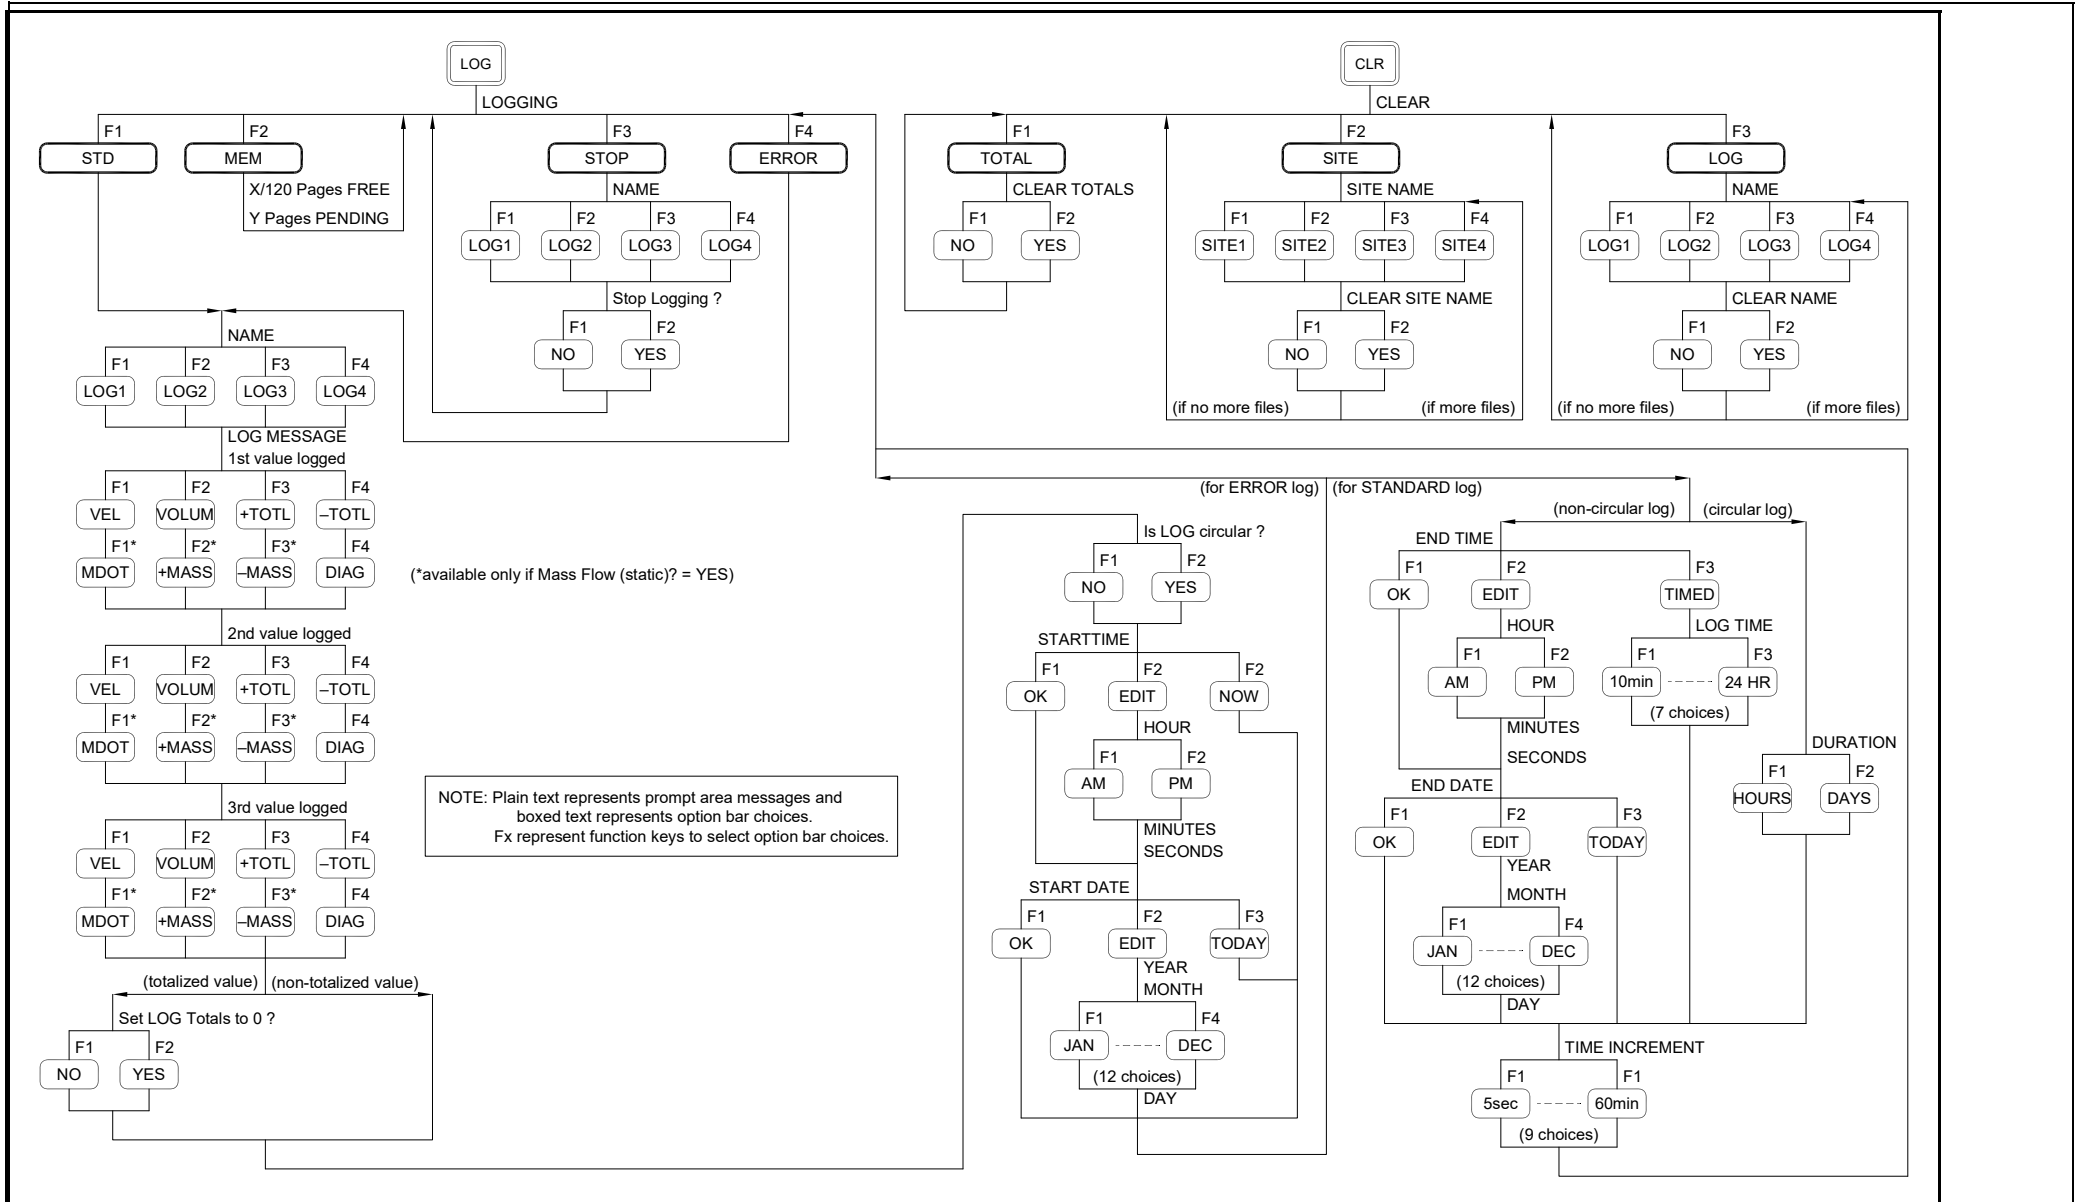 LOG
LOGGING
F1 F2 F3 F4
STD MEM STOP ERROR
X/120 Pages FREE
Y Pages PENDING
NAME
F1 F2 F3 F4
LOG1 LOG2 LOG3 LOG4
Stop Logging ?
F1 F2
NO YES
NAME
F1 F2 F3 F4
LOG1 LOG2 LOG3 LOG4
LOG MESSAGE
1st value logged
F1 F2 F3 F4
VEL VOLUM +TOTL –TOTL
F1* F2* F3* F4
MDOT +MASS –MASS DIAG
(*available only if Mass Flow (static)? = YES)
2nd value logged
F1 F2 F3 F4
VEL VOLUM +TOTL –TOTL
F1* F2* F3* F4
MDOT +MASS –MASS DIAG
3rd value logged
F1 F2 F3 F4
VEL VOLUM +TOTL –TOTL
F1* F2* F3* F4
MDOT +MASS –MASS DIAG
(totalized value) (non-totalized value)
Set LOG Totals to 0 ?
F1 F2
NO YES
NOTE: Plain text represents prompt area messages and
boxed text represents option bar choices.
Fx represent function keys to select option bar choices.
CLR
CLEAR
F1 F2 F3
TOTAL SITE LOG
CLEAR TOTALS
F1 F2
NO YES
SITE NAME
F1 F2 F3 F4
SITE1 SITE2 SITE3 SITE4
CLEAR SITE NAME
F1 F2
NO YES
(if no more files) (if more files)
NAME
F1 F2 F3 F4
LOG1 LOG2 LOG3 LOG4
CLEAR NAME
F1 F2
NO YES
(if no more files) (if more files)
(for ERROR log) (for STANDARD log)
Is LOG circular ?
F1 F2
NO YES
STARTTIME
F1 F2 F2
OK EDIT NOW
HOUR
F1 F2
AM PM
MINUTES
SECONDS
START DATE
F1 F2 F3
OK EDIT TODAY
YEAR
MONTH
F1 F4
JAN DEC
(12 choices)
DAY
(non-circular log) (circular log)
END TIME
F1 F2 F3
OK EDIT TIMED
HOUR
F1 F2
AM PM
MINUTES
SECONDS
LOG TIME
F1 F3
10min 24 HR
(7 choices)
DURATION
F1 F2
HOURS DAYS
END DATE
F1 F2 F3
OK EDIT TODAY
YEAR
MONTH
F1 F4
JAN DEC
(12 choices)
DAY
TIME INCREMENT
F1 F1
5sec 60min
(9 choices)